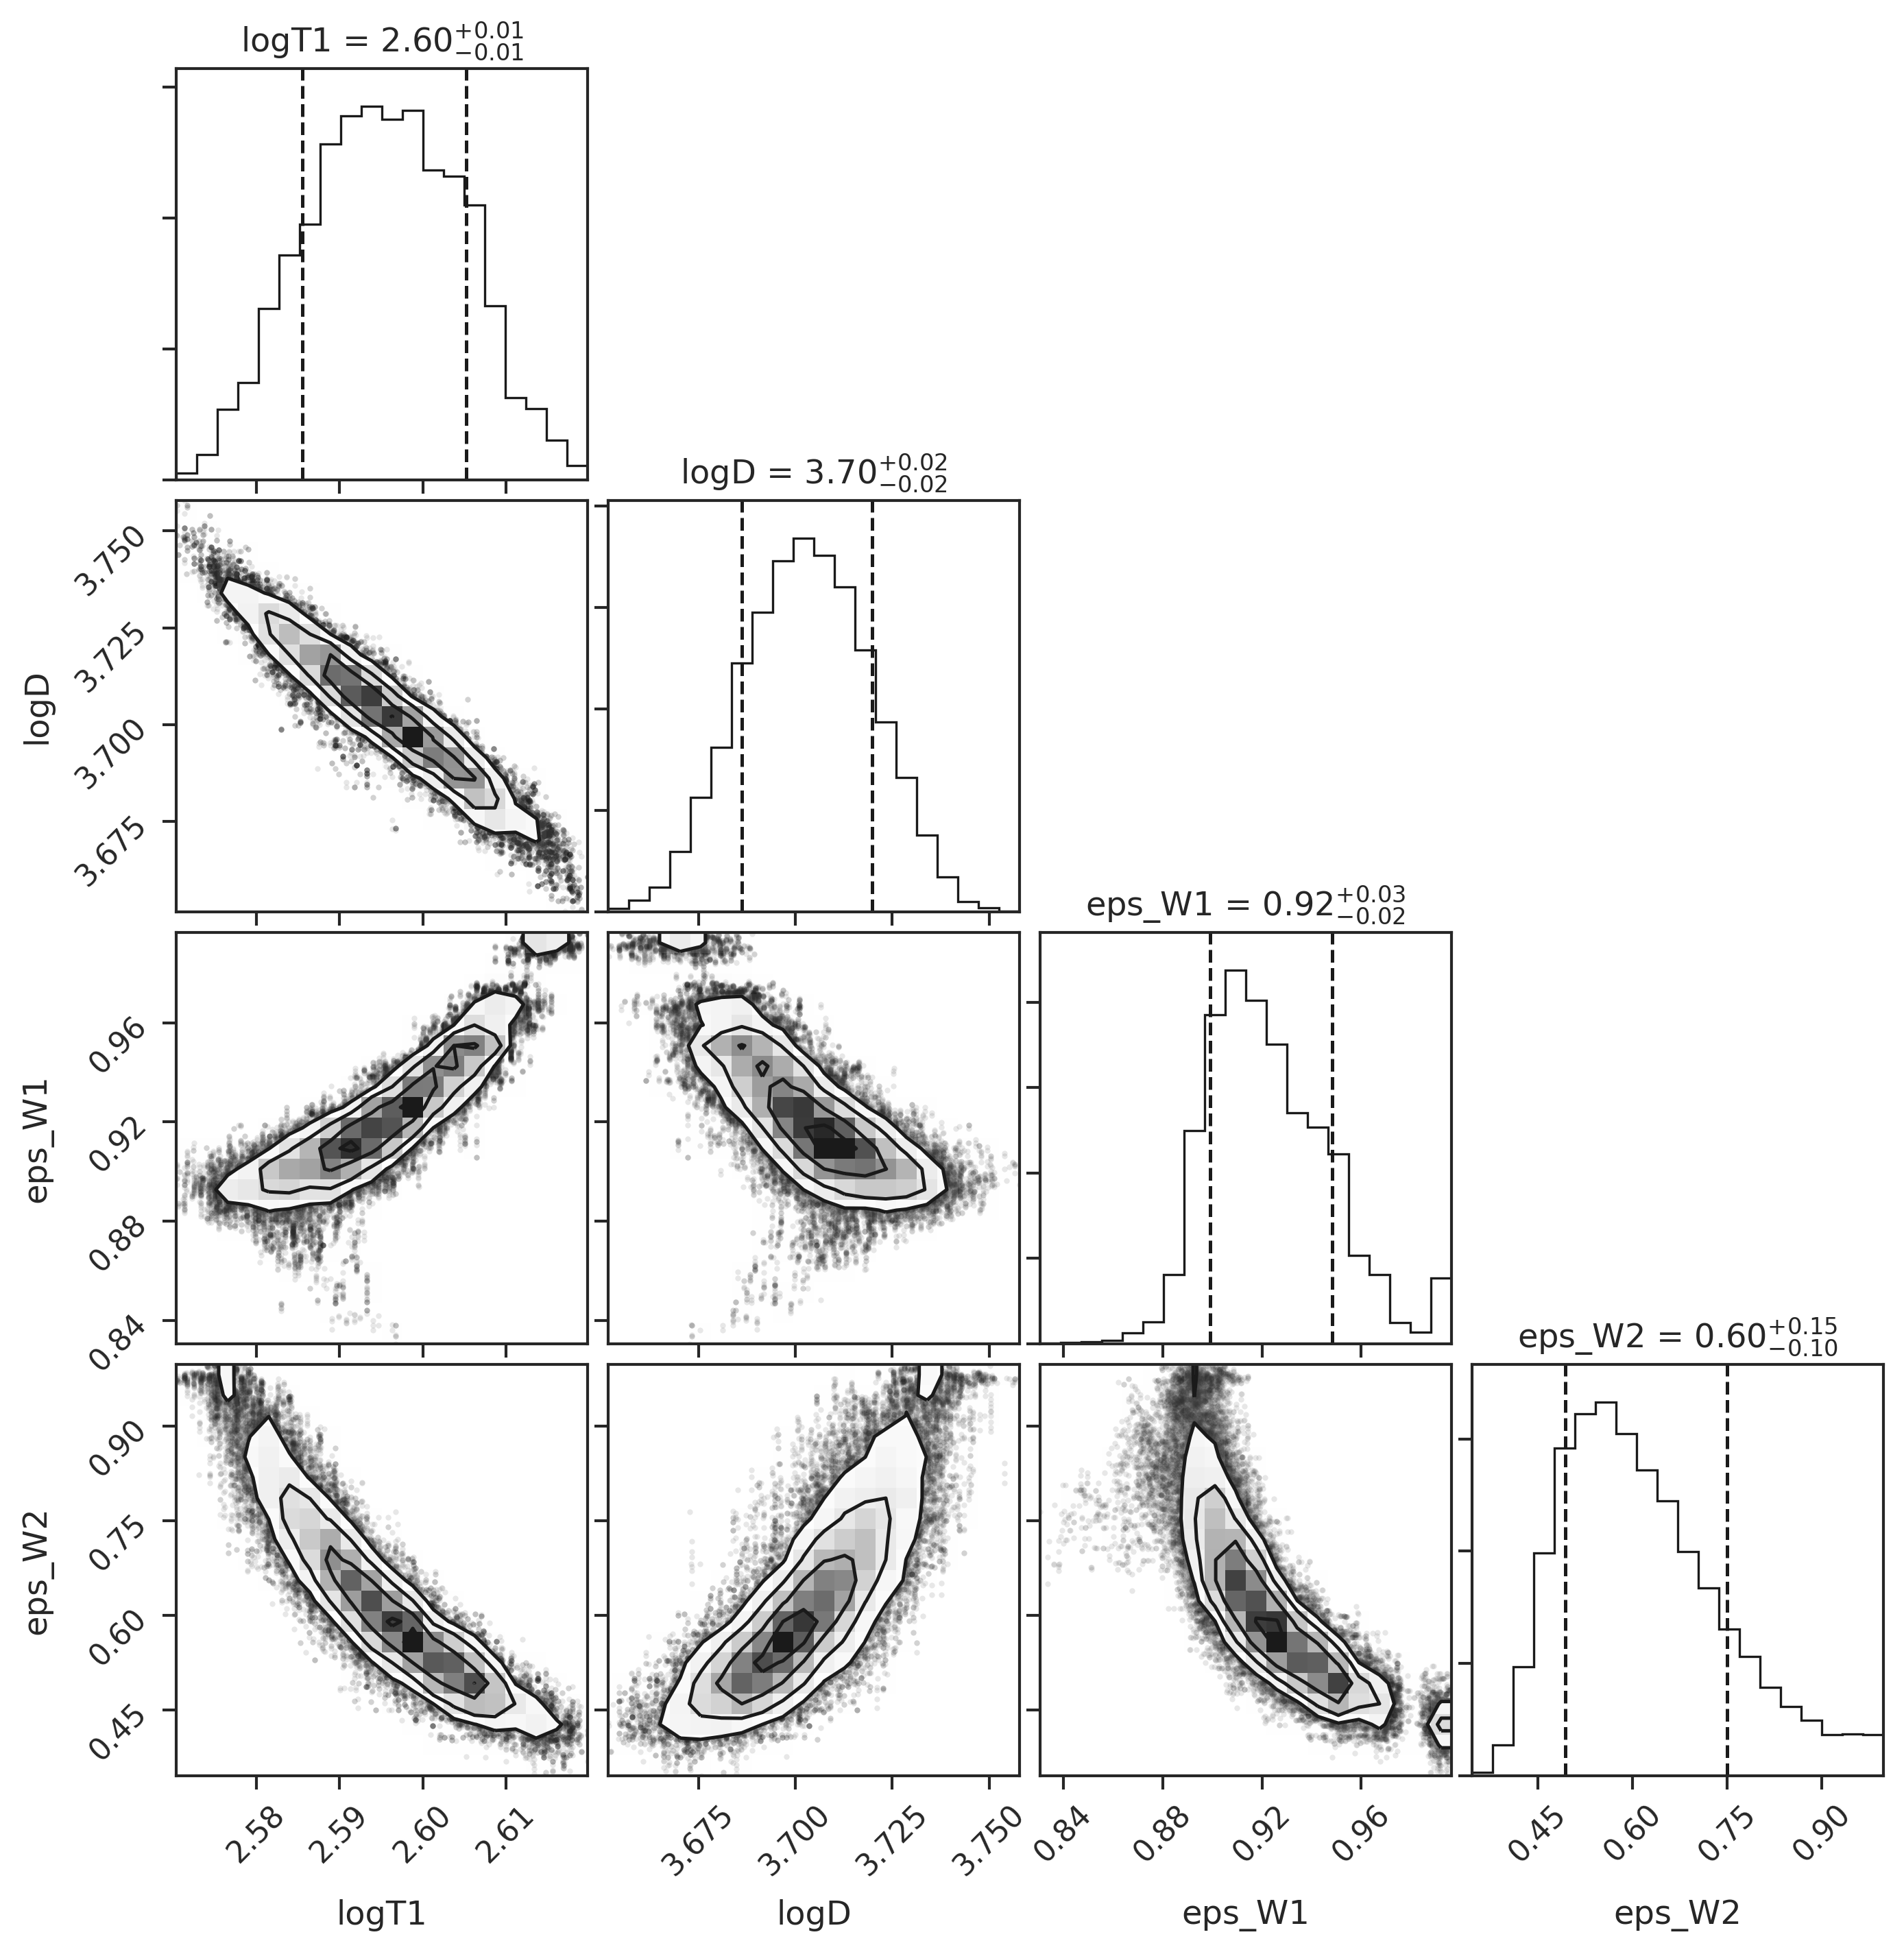 logT1 = 2.60 +0.01 −0.01
logD = 3.70 +0.02 −0.02
3.750
3.725
3.700
3.675
logD
eps_W1 = 0.92 +0.03 −0.02
0.96
0.92
0.88
0.84
eps_W1
eps_W2 = 0.60 +0.15 −0.10
0.90
0.75
0.60
0.45
eps_W2
2.58 2.59 2.60 2.61
3.675 3.700 3.725 3.750
0.84 0.88 0.92 0.96
0.45 0.60 0.75 0.90
logT1 logD eps_W1 eps_W2